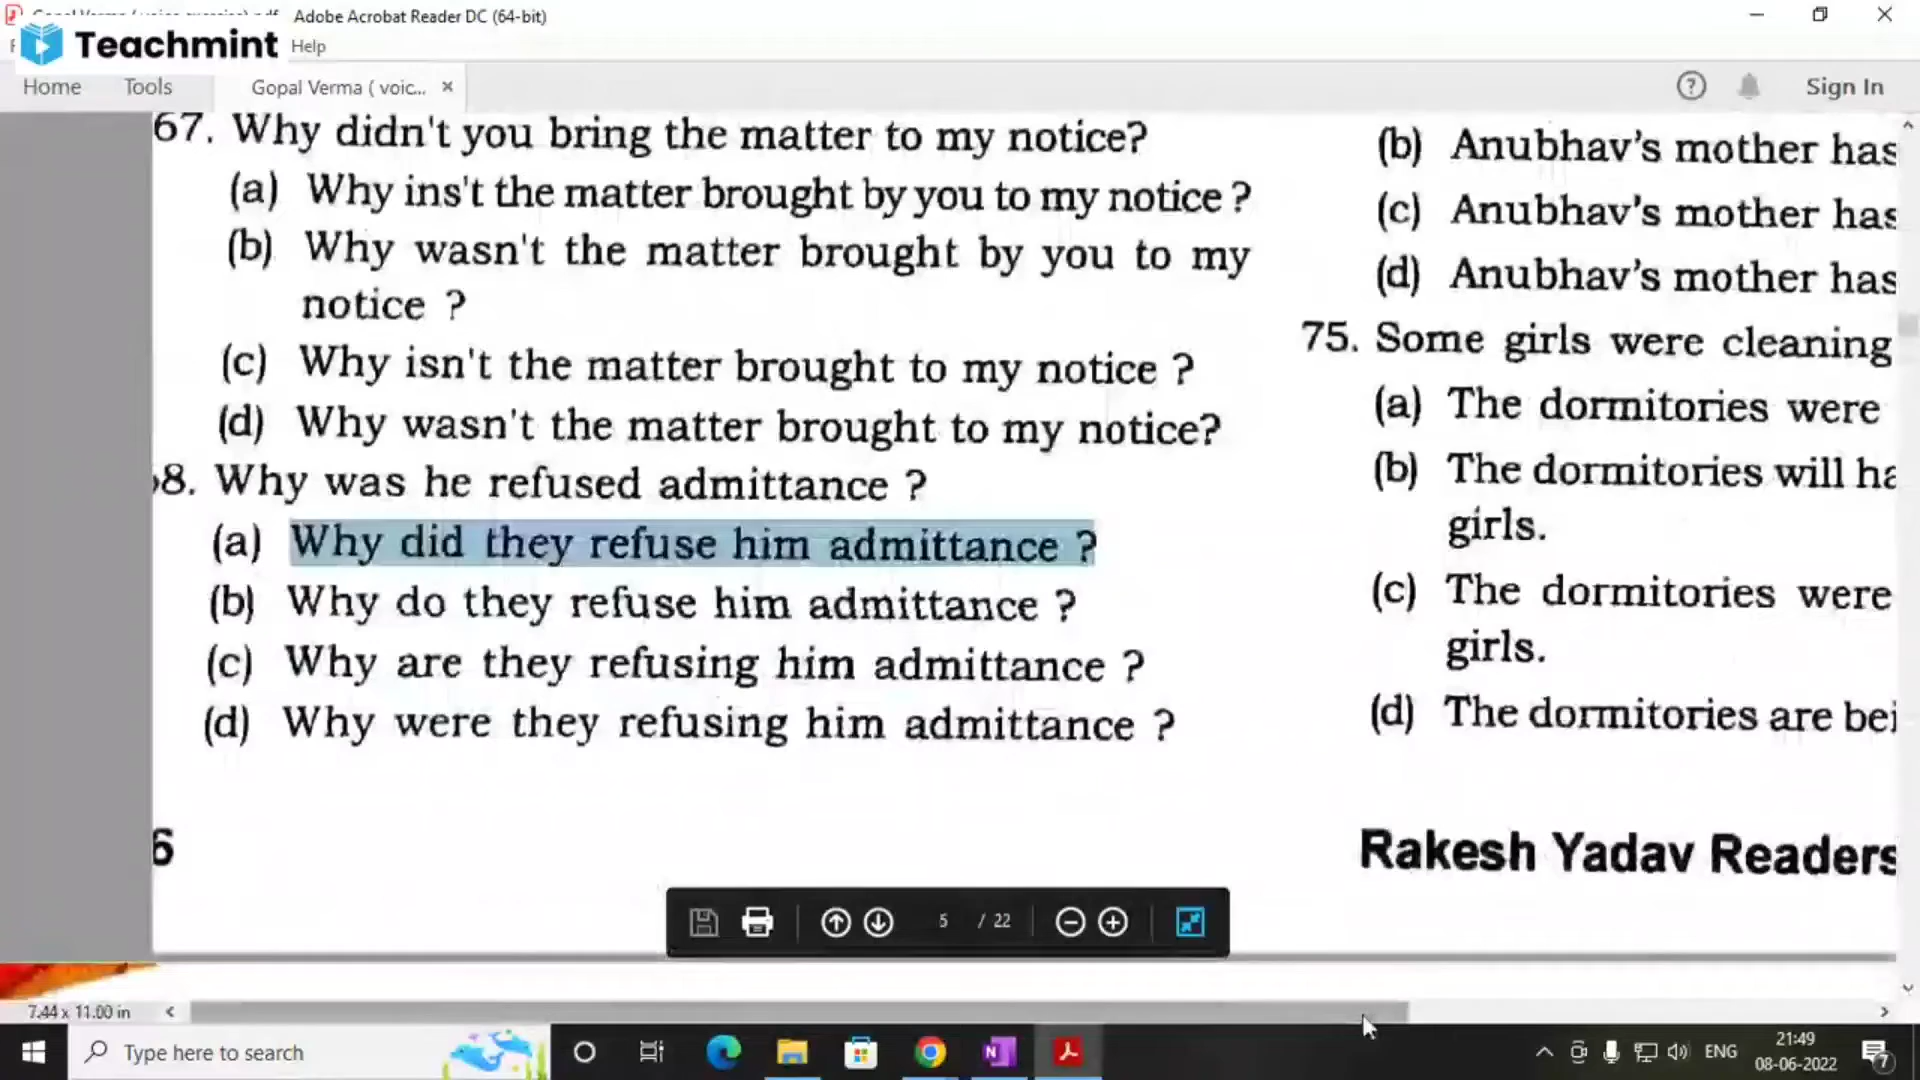 Adobe Acrobat Reader DC (64-bit)
Teachmint
Help
Home
Tools
Gopal Verma ( voic...
Sign In
67. Why didn't you bring the matter to my notice?
(a) Why ins't the matter brought by you to my notice ?
(b) Why wasn't the matter brought by you to my
notice ?
(c) Why isn't the matter brought to my notice ?
(d) Why wasn't the matter brought to my notice?
8. Why was he refused admittance ?
(a) Why did they refuse him admittance ?
(b) Why do they refuse him admittance ?
(c) Why are they refusing him admittance ?
(d) Why were they refusing him admittance ?
6
(b) Anubhav's mother has
(c) Anubhav's mother has
(d) Anubhav's mother has
75. Some girls were cleaning
(a) The dormitories were
(b) The dormitories will ha
girls.
(c) The dormitories were
girls.
(d) The dormitories are bei
Rakesh Yadav Readers
5 / 22
7.44 x 11.00 in
Type here to search
ENG
21:49
08-06-2022
7